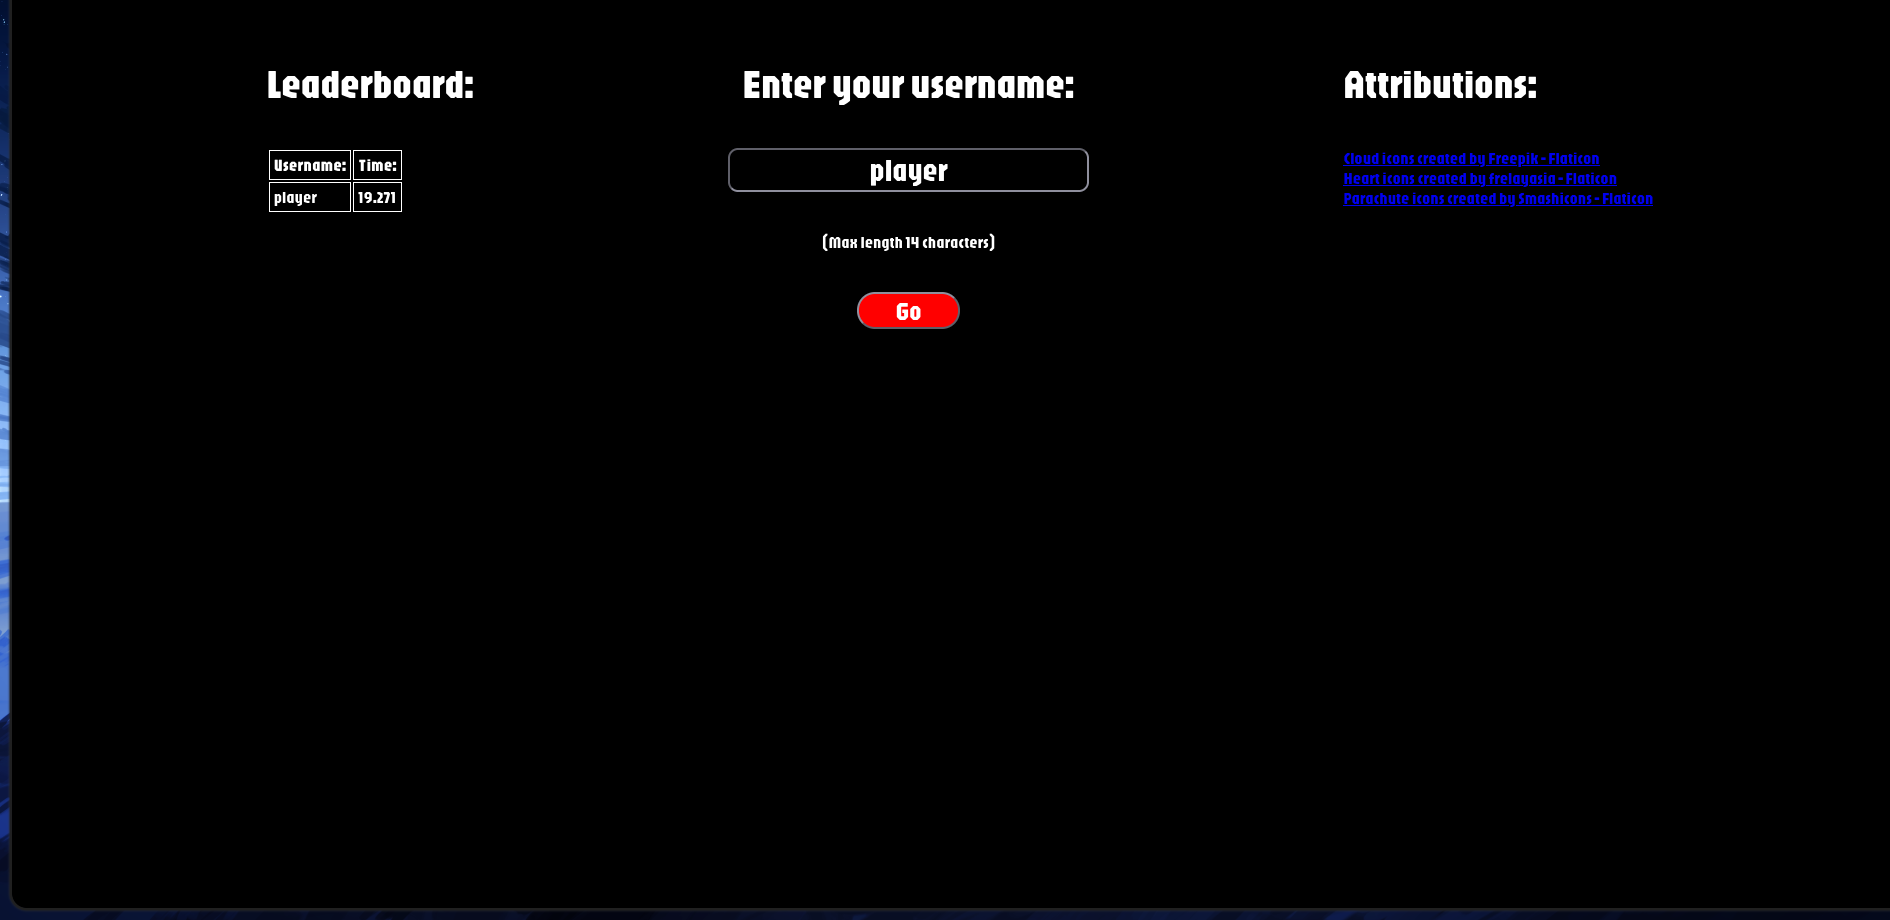 Leaderboard:
Username: Time:
player 19.271
Enter your username:
player
(Max length 14 characters)
Go
Attributions:
Cloud icons created by Freepik - Flaticon
Heart icons created by frelayasia - Flaticon
Parachute icons created by Smashicons - Flaticon